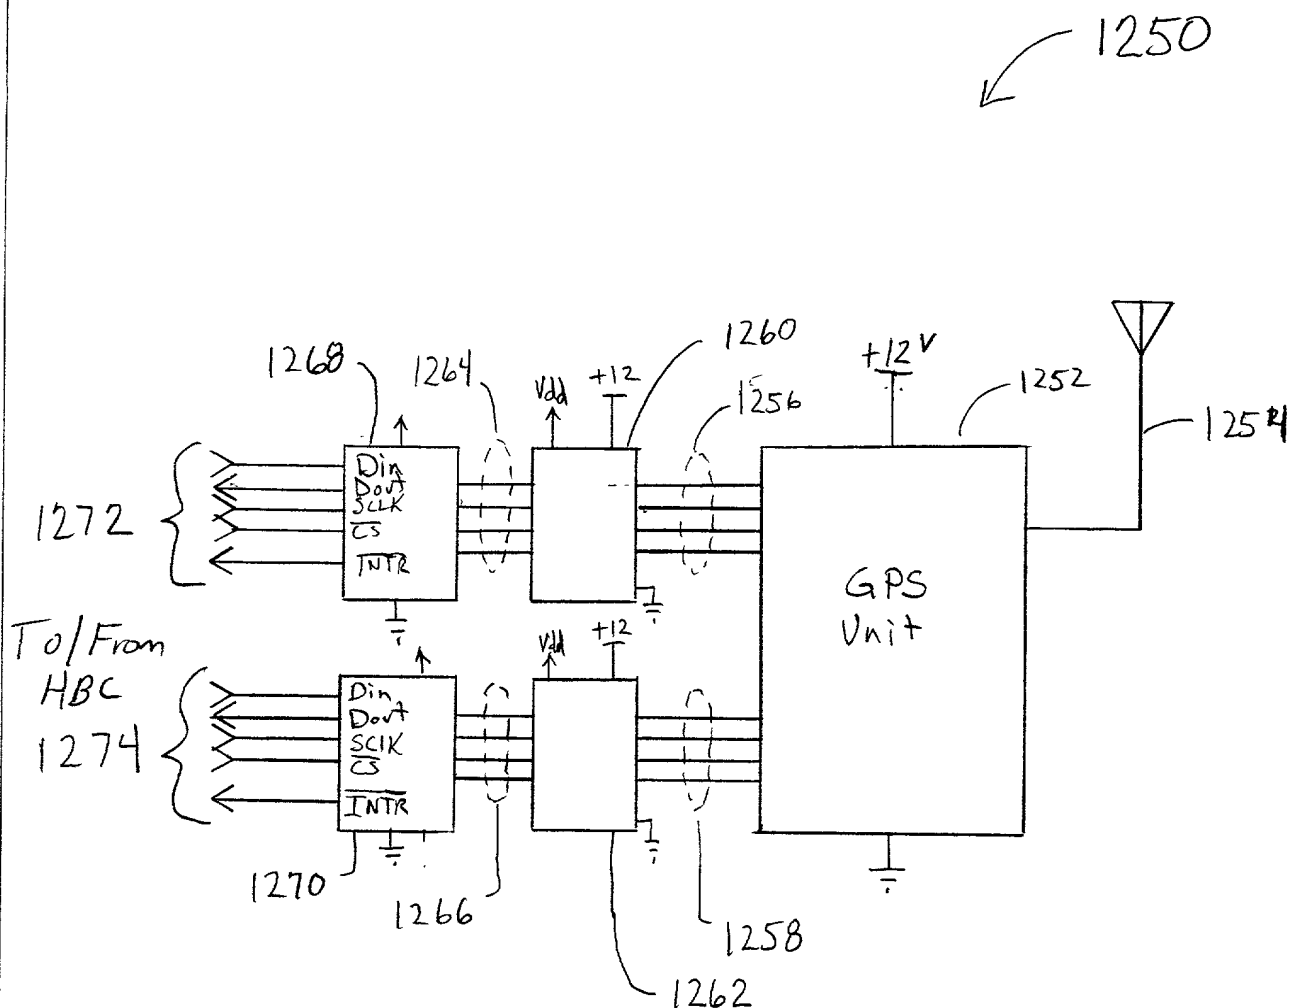 1250
1260
+12V
1268
1264
Vdd
+12
1256
1252
1254
Din
Dout
SCLK
CS
INTR
1272
GPS
Unit
To/From
HBC
Vdd
+12
Din
Dout
SCLK
CS
INTR
1274
1270
1266
1258
1262